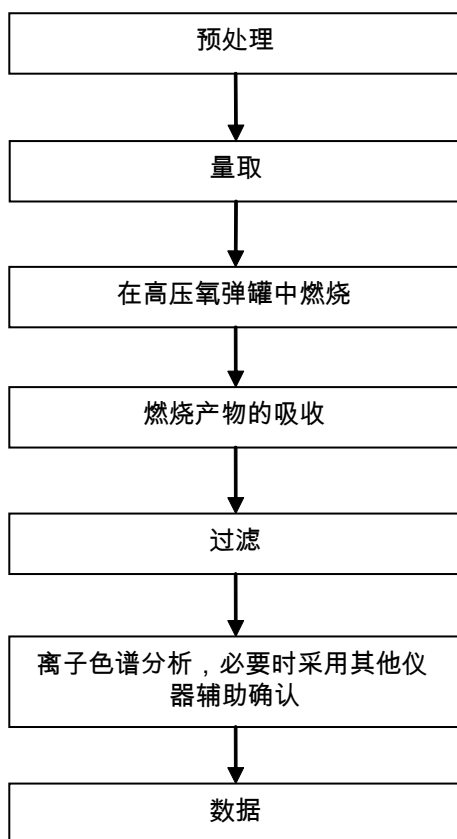 预处理
量取
在高压氧弹罐中燃烧
燃烧产物的吸收
过滤
离子色谱分析，必要时采用其他仪
器辅助确认
数据